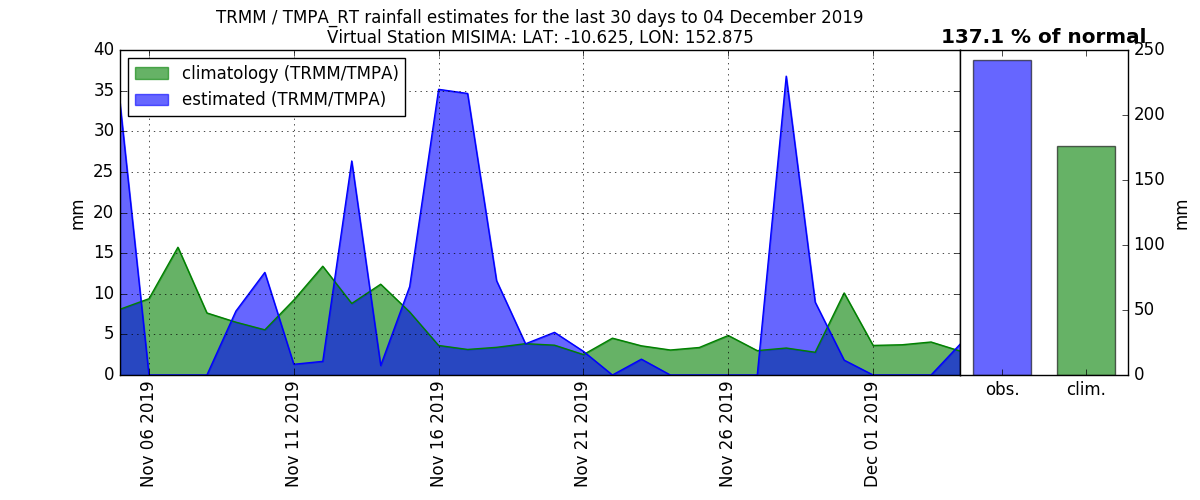 TRMM / TMPA_RT rainfall estimates for the last 30 days to 04 December 2019
Virtual Station MISIMA: LAT: -10.625, LON: 152.875
137.1 % of normal
climatology (TRMM/TMPA)
estimated (TRMM/TMPA)
40
35
30
25
20
15
10
5
0
mm
Nov 06 2019
Nov 11 2019
Nov 16 2019
Nov 21 2019
Nov 26 2019
Dec 01 2019
obs.
clim.
250
200
150
100
50
0
mm